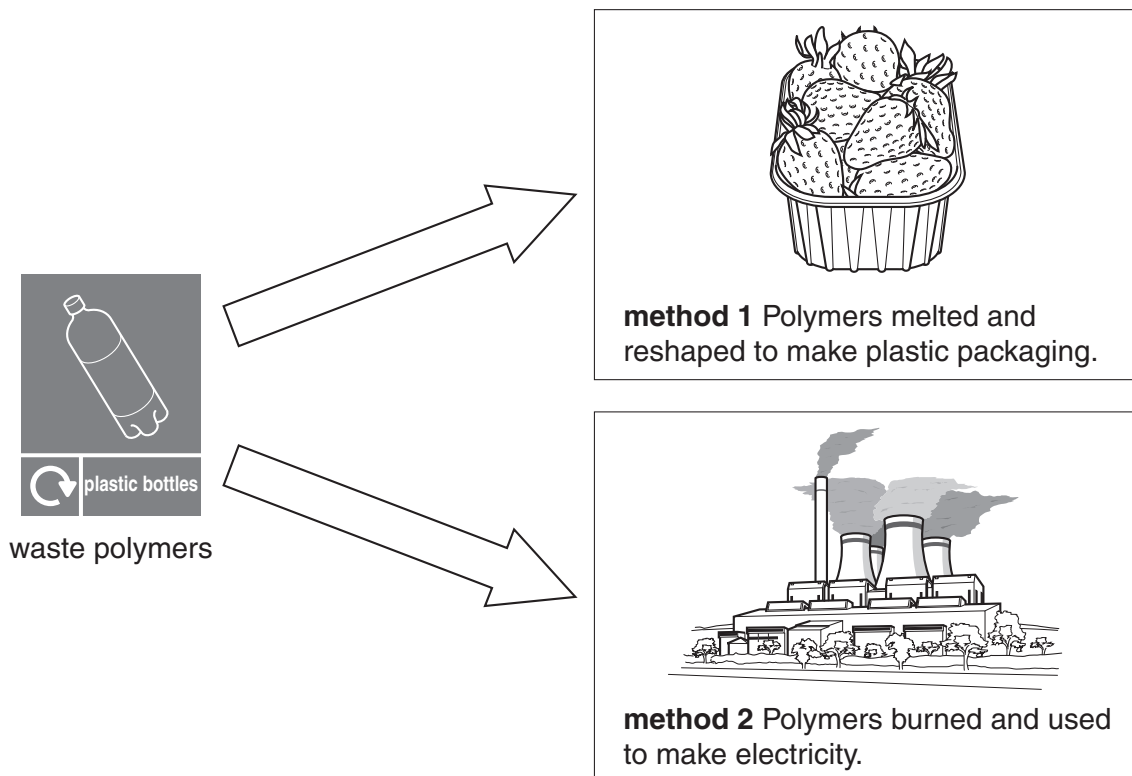 method 1 Polymers melted and
reshaped to make plastic packaging.
plastic bottles
waste polymers
method 2 Polymers burned and used
to make electricity.